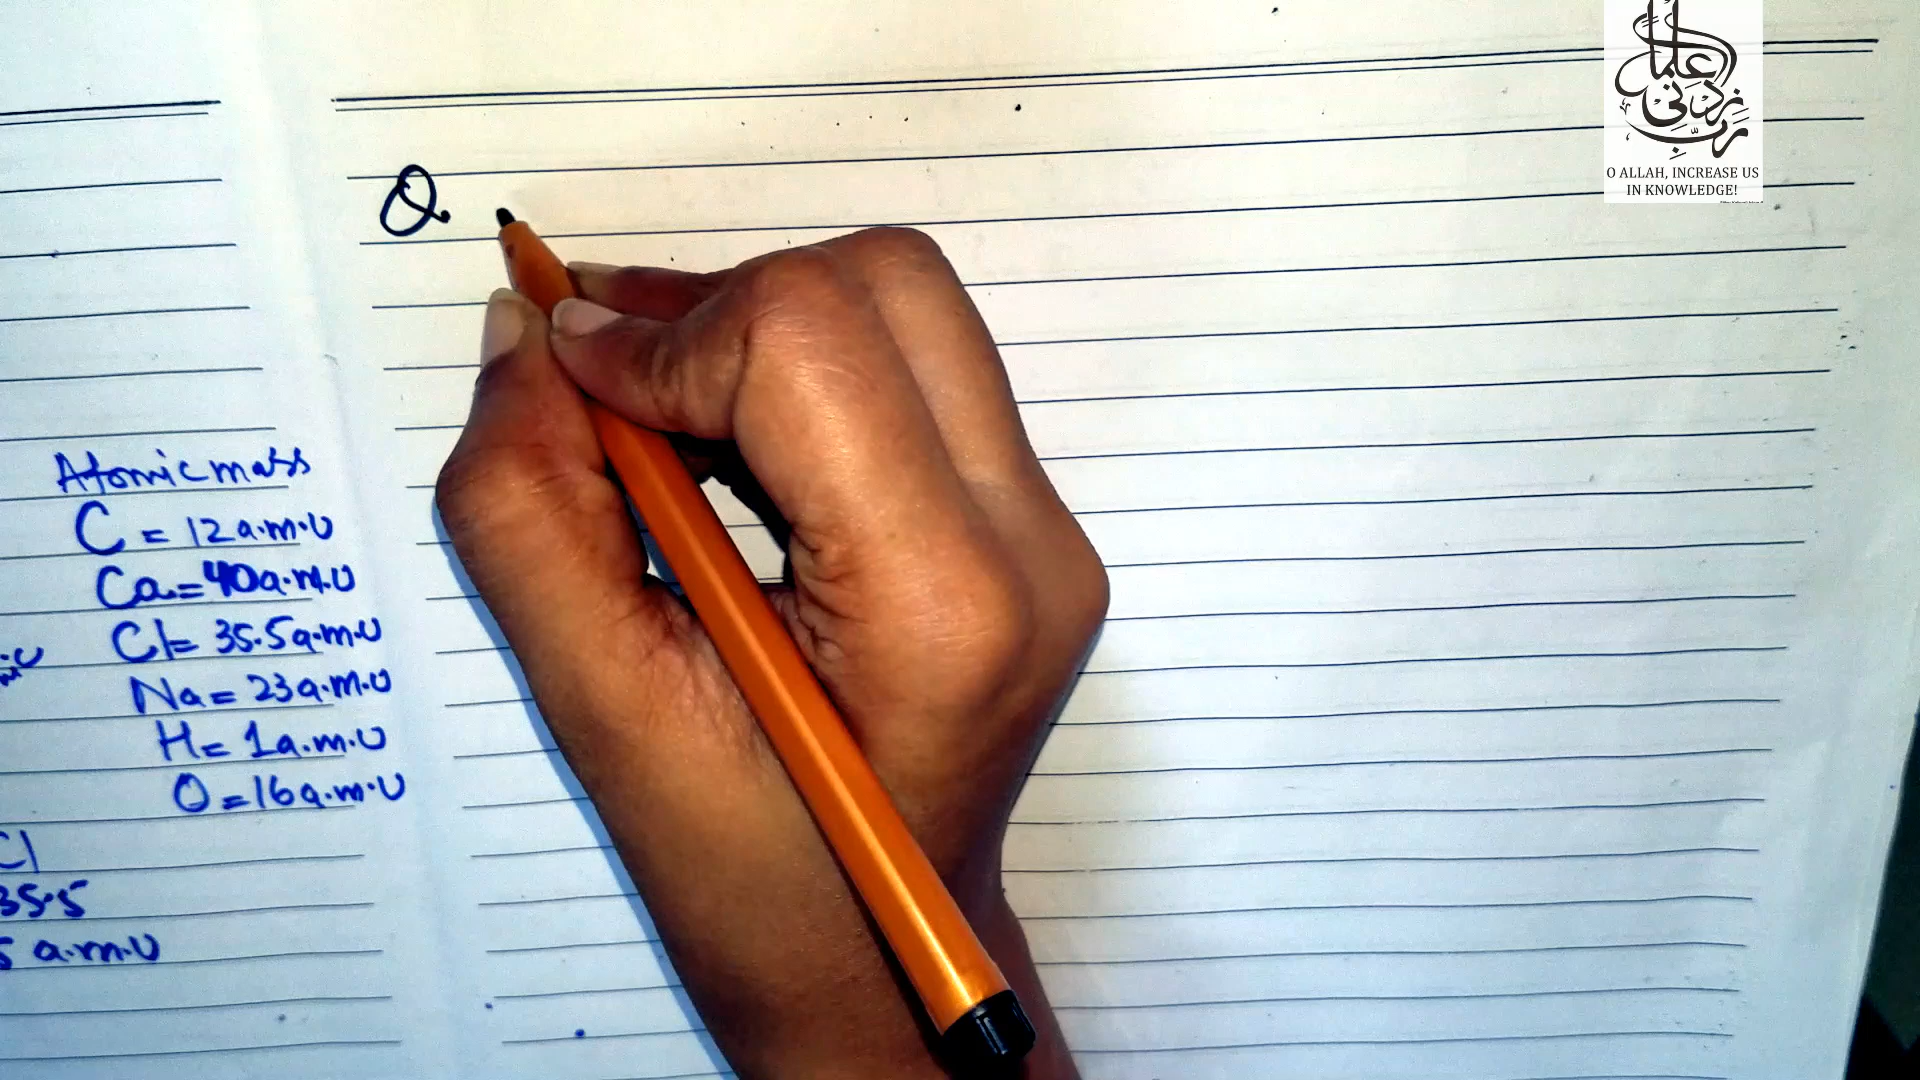 Q
Atomic mass
C = 12 a.m.U
Ca = 40 a.m.U
Cl = 35.5 a.m.U
Na = 23 a.m.U
H = 1 a.m.U
O = 16 a.m.U
Cl
35.5
5 a.m.U
رَبِّ زِدْنِي عِلْمًا
O ALLAH, INCREASE US
IN KNOWLEDGE!